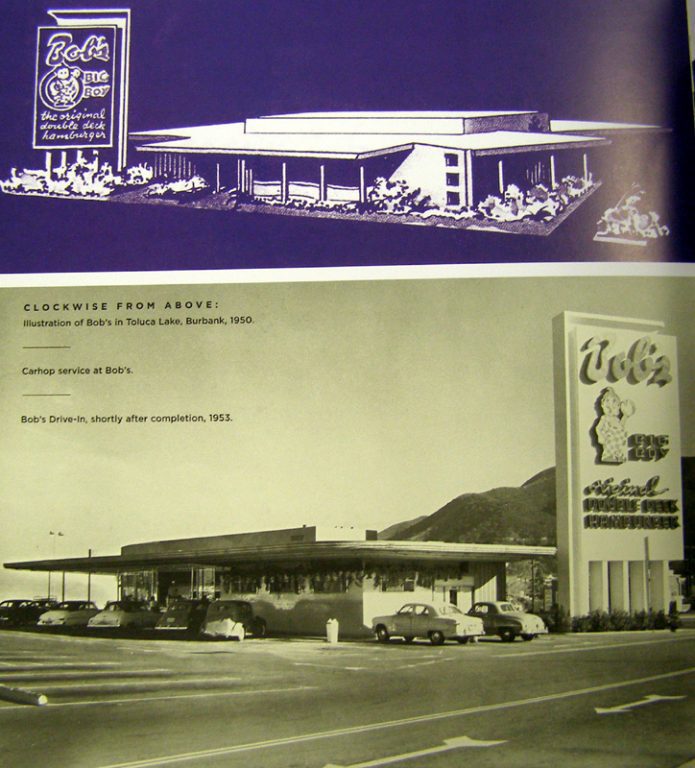 Bob's
BIG
BOY
the original
double deck
hamburger
CLOCKWISE FROM ABOVE:
Illustration of Bob's in Toluca Lake, Burbank, 1950.
Carhop service at Bob's.
Bob's Drive-In, shortly after completion, 1953.
Bob's
BIG
BOY
original
DOUBLE DECK
HAMBURGER